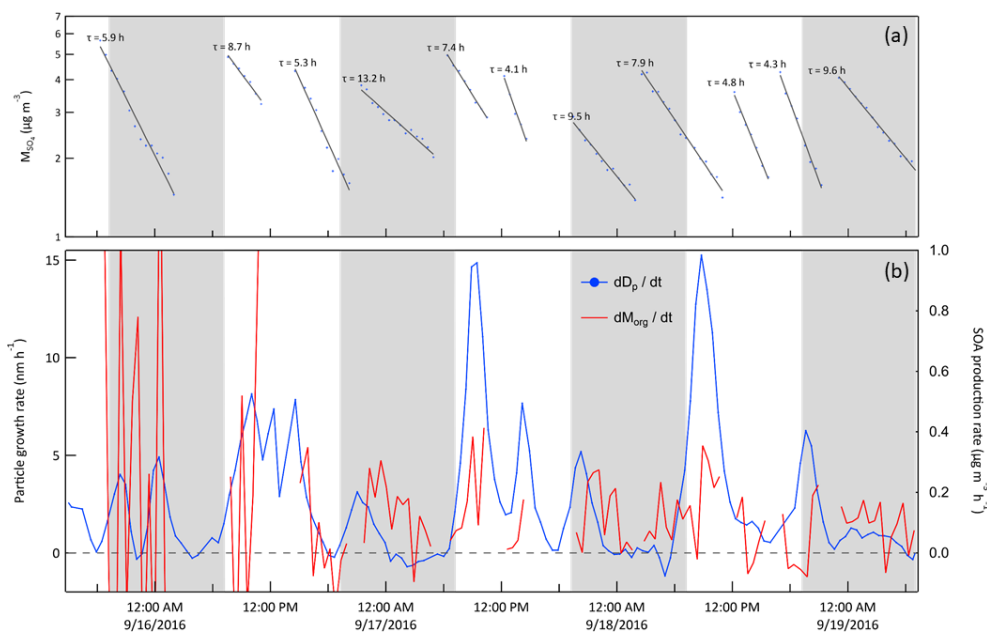 7
6
5
4
3
2
1
M_SO4 (µg m⁻³)
(a)
τ = 5.9 h
τ = 8.7 h
τ = 5.3 h
τ = 13.2 h
τ = 7.4 h
τ = 4.1 h
τ = 9.5 h
τ = 7.9 h
τ = 4.8 h
τ = 4.3 h
τ = 9.6 h
15
10
5
0
Particle growth rate (nm h⁻¹)
(b)
dDp / dt
dMorg / dt
1.0
0.8
0.6
0.4
0.2
0.0
SOA production rate (µg m⁻³ h⁻¹)
12:00 AM 12:00 PM 12:00 AM 12:00 PM 12:00 AM 12:00 PM 12:00 AM
9/16/2016 9/17/2016 9/18/2016 9/19/2016